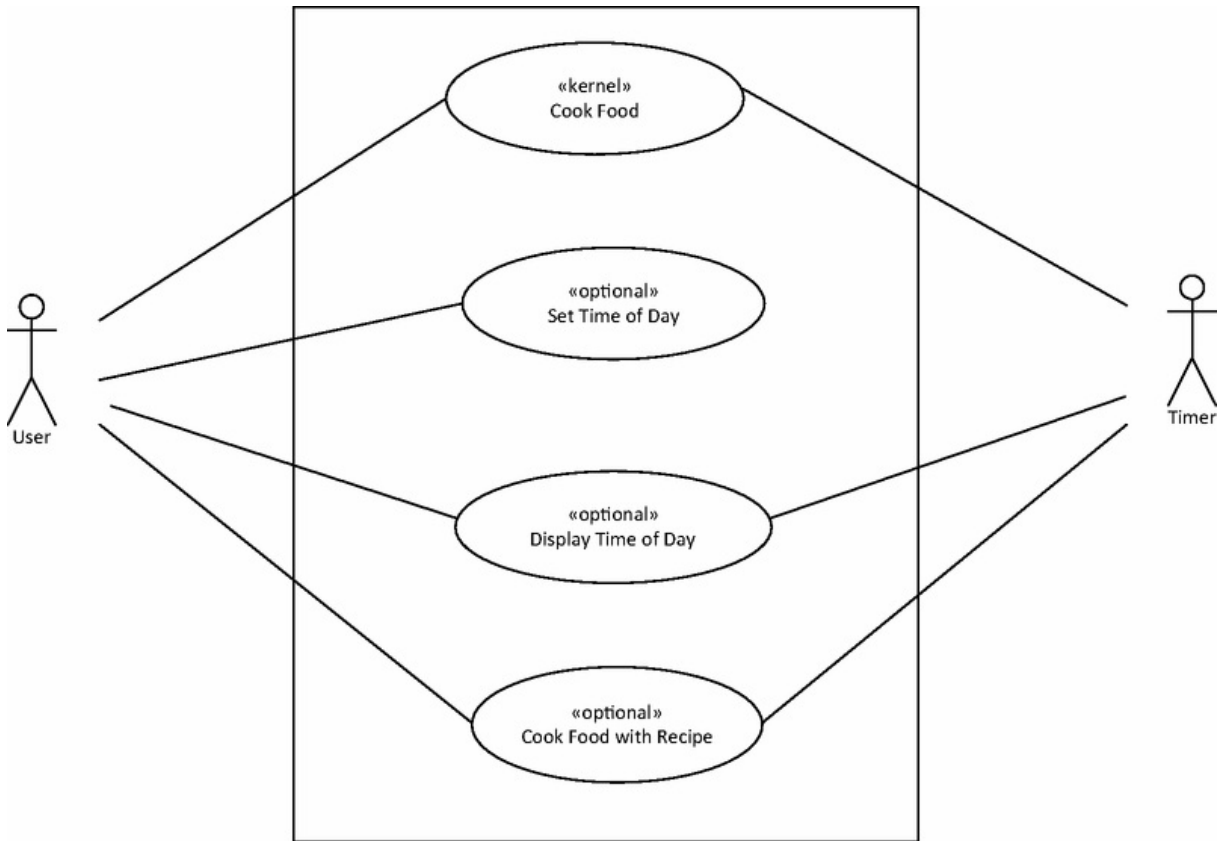 «kernel»
Cook Food
«optional»
Set Time of Day
User
Timer
«optional»
Display Time of Day
«optional»
Cook Food with Recipe